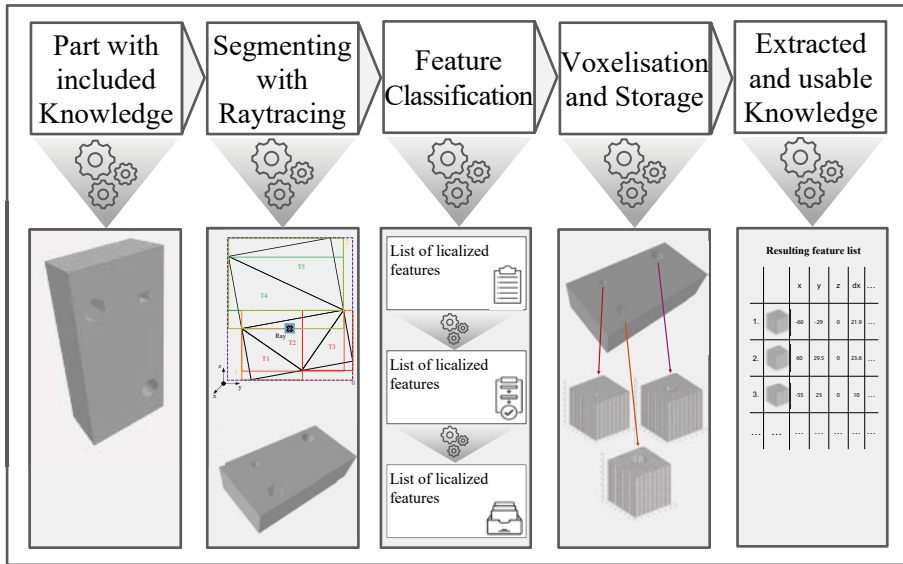 Part with
included
Knowledge
Segmenting
with
Raytracing
Feature
Classification
Voxelisation
and Storage
Extracted
and usable
Knowledge
T5
T4
Ray
T2
T1
T3
z
y
x
List of licalized
features
List of licalized
features
List of licalized
features
Resulting feature list
x y z dx ...
1. -60 -29 0 21.9 ...
2. 60 29.5 0 23.6 ...
3. -55 25 0 10 ...
... ... ... ... ... ... ...